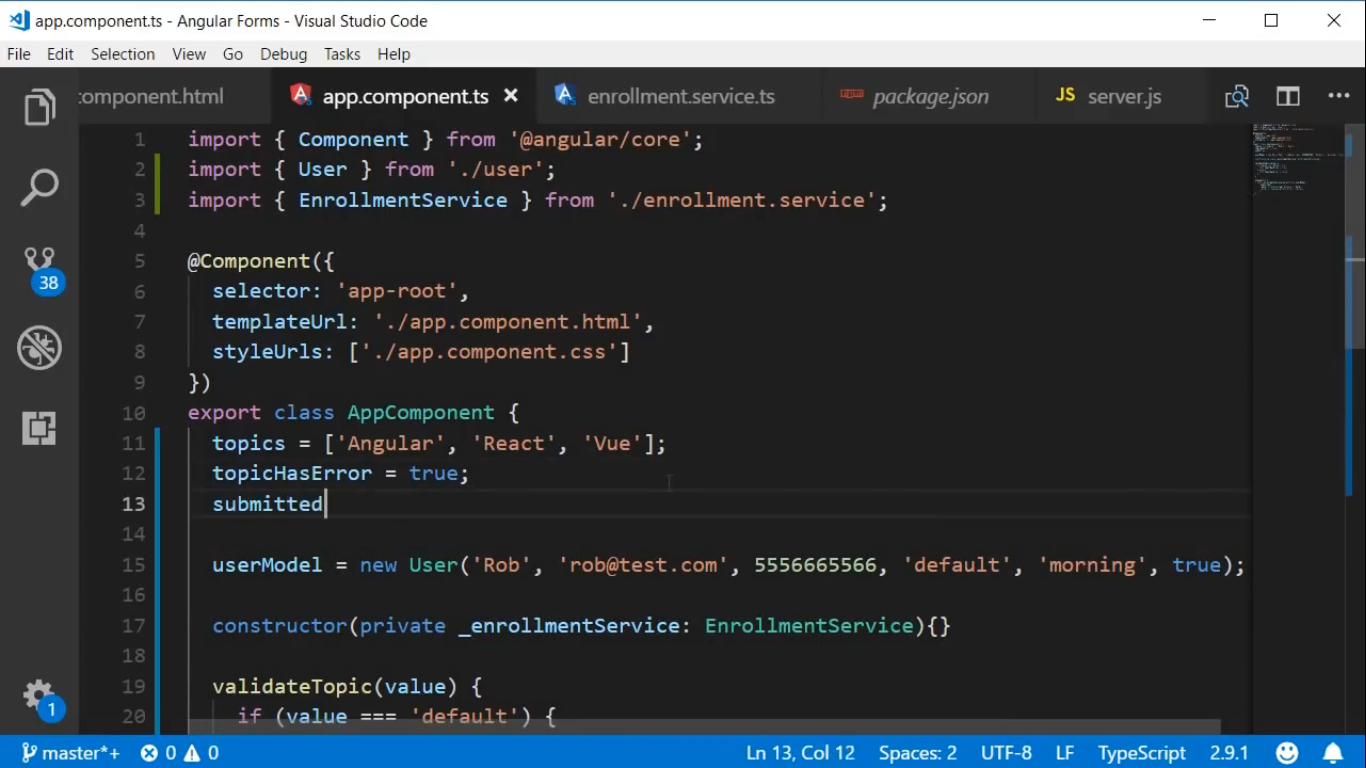 app.component.ts - Angular Forms - Visual Studio Code
File Edit Selection View Go Debug Tasks Help
component.html app.component.ts enrollment.service.ts package.json JS server.js
1 import { Component } from '@angular/core';
2 import { User } from './user';
3 import { EnrollmentService } from './enrollment.service';
4
5 @Component({
6 selector: 'app-root',
7 templateUrl: './app.component.html',
8 styleUrls: ['./app.component.css']
9 })
10 export class AppComponent {
11 topics = ['Angular', 'React', 'Vue'];
12 topicHasError = true;
13 submitted
14
15 userModel = new User('Rob', 'rob@test.com', 5556665566, 'default', 'morning', true);
16
17 constructor(private _enrollmentService: EnrollmentService){}
18
19 validateTopic(value) {
20 if (value === 'default') {
38
1
master*+ 0 0 Ln 13, Col 12 Spaces: 2 UTF-8 LF TypeScript 2.9.1